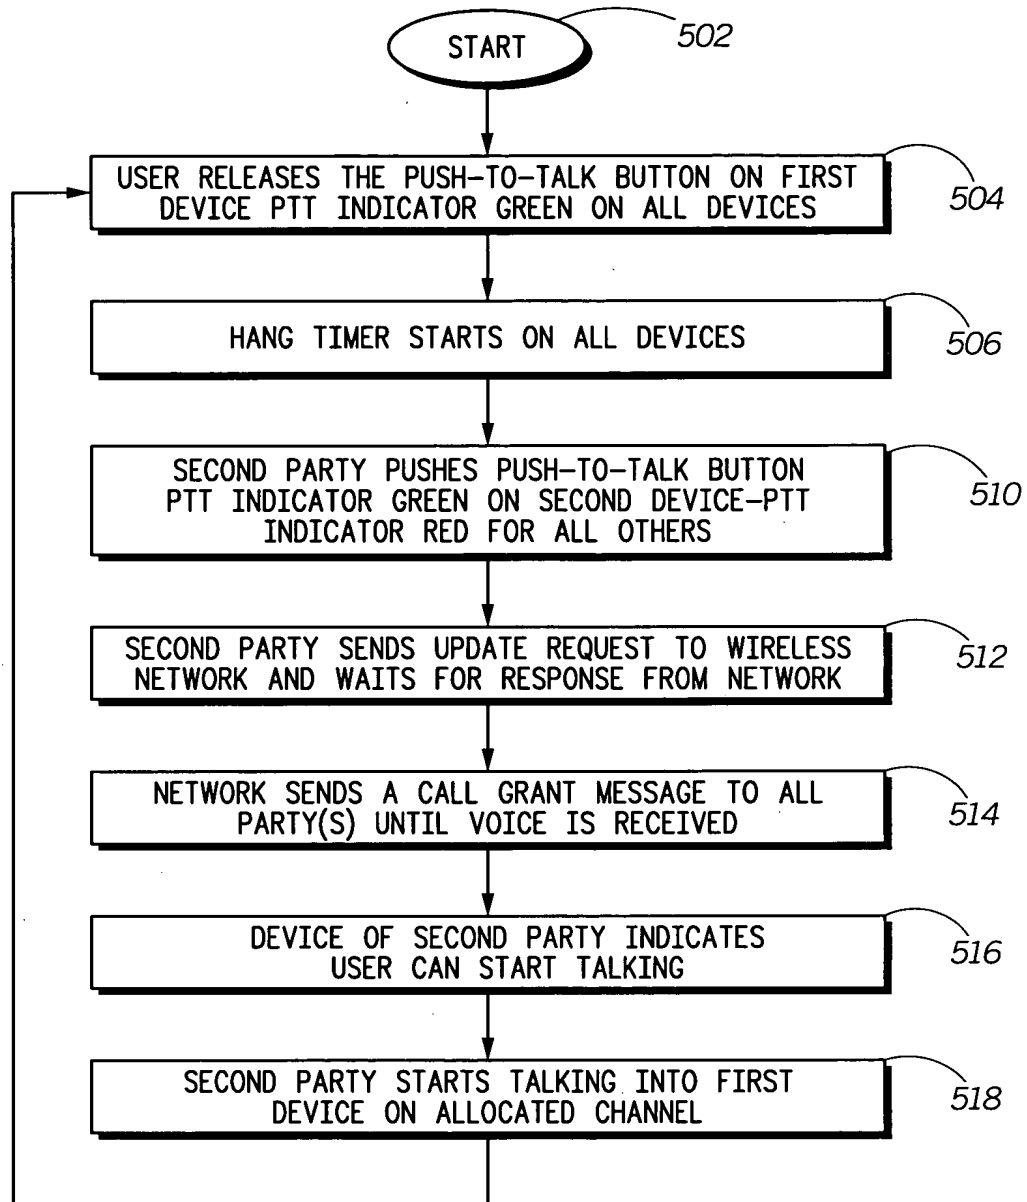 START
502
USER RELEASES THE PUSH-TO-TALK BUTTON ON FIRST
DEVICE PTT INDICATOR GREEN ON ALL DEVICES
504
HANG TIMER STARTS ON ALL DEVICES
506
SECOND PARTY PUSHES PUSH-TO-TALK BUTTON
PTT INDICATOR GREEN ON SECOND DEVICE-PTT
INDICATOR RED FOR ALL OTHERS
510
SECOND PARTY SENDS UPDATE REQUEST TO WIRELESS
NETWORK AND WAITS FOR RESPONSE FROM NETWORK
512
NETWORK SENDS A CALL GRANT MESSAGE TO ALL
PARTY(S) UNTIL VOICE IS RECEIVED
514
DEVICE OF SECOND PARTY INDICATES
USER CAN START TALKING
516
SECOND PARTY STARTS TALKING INTO FIRST
DEVICE ON ALLOCATED CHANNEL
518